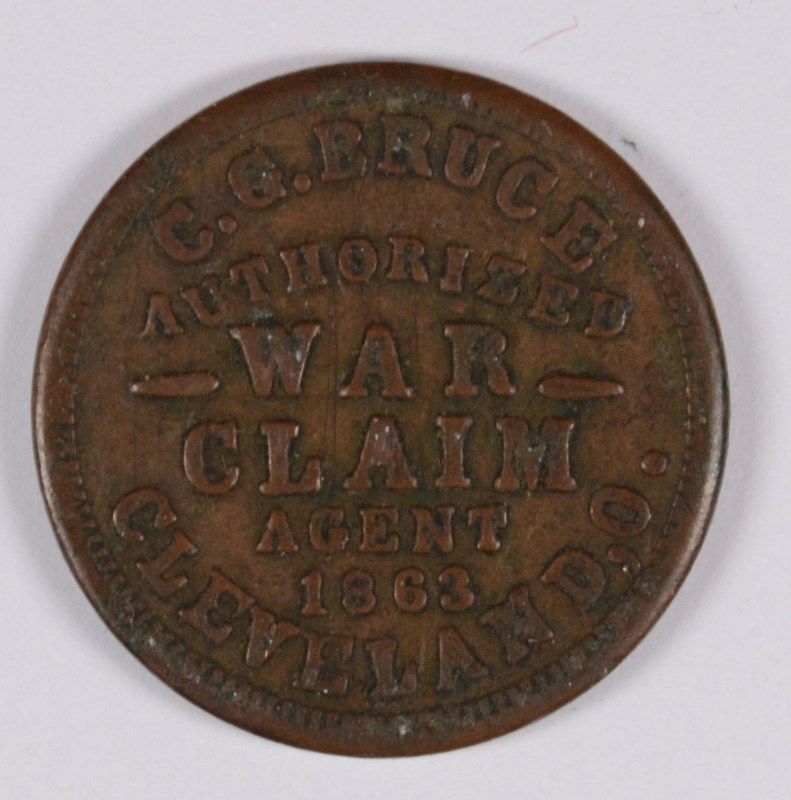 C.G.BRUCE
AUTHORIZED
WAR
CLAIM
AGENT
1863
CLEVELAND,O.